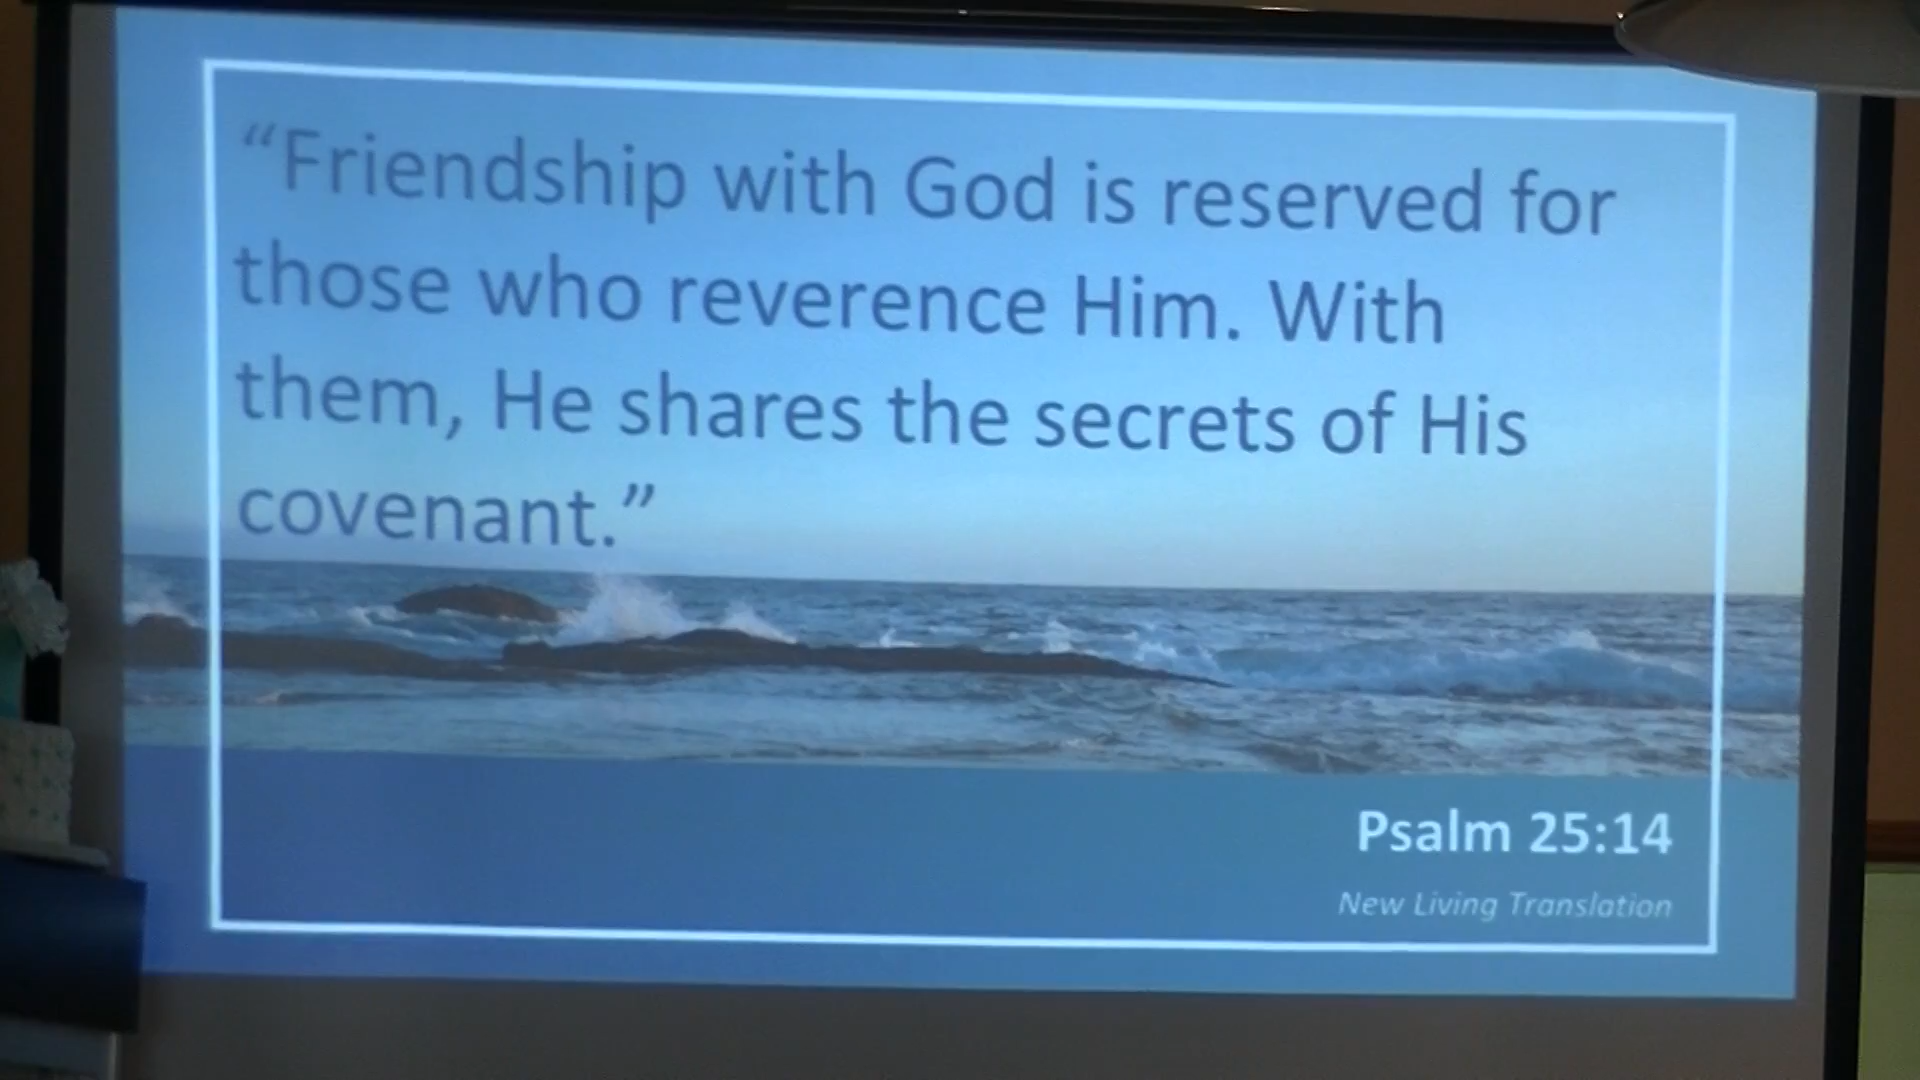 “Friendship with God is reserved for
those who reverence Him. With
them, He shares the secrets of His
covenant.”
Psalm 25:14
New Living Translation